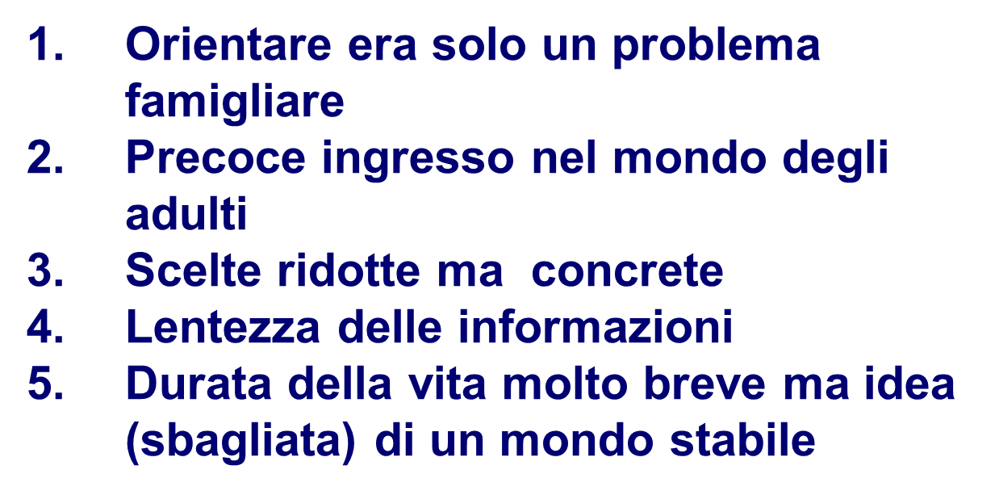 1. Orientare era solo un problema
famigliare
2. Precoce ingresso nel mondo degli
adulti
3. Scelte ridotte ma  concrete
4. Lentezza delle informazioni
5. Durata della vita molto breve ma idea
(sbagliata) di un mondo stabile